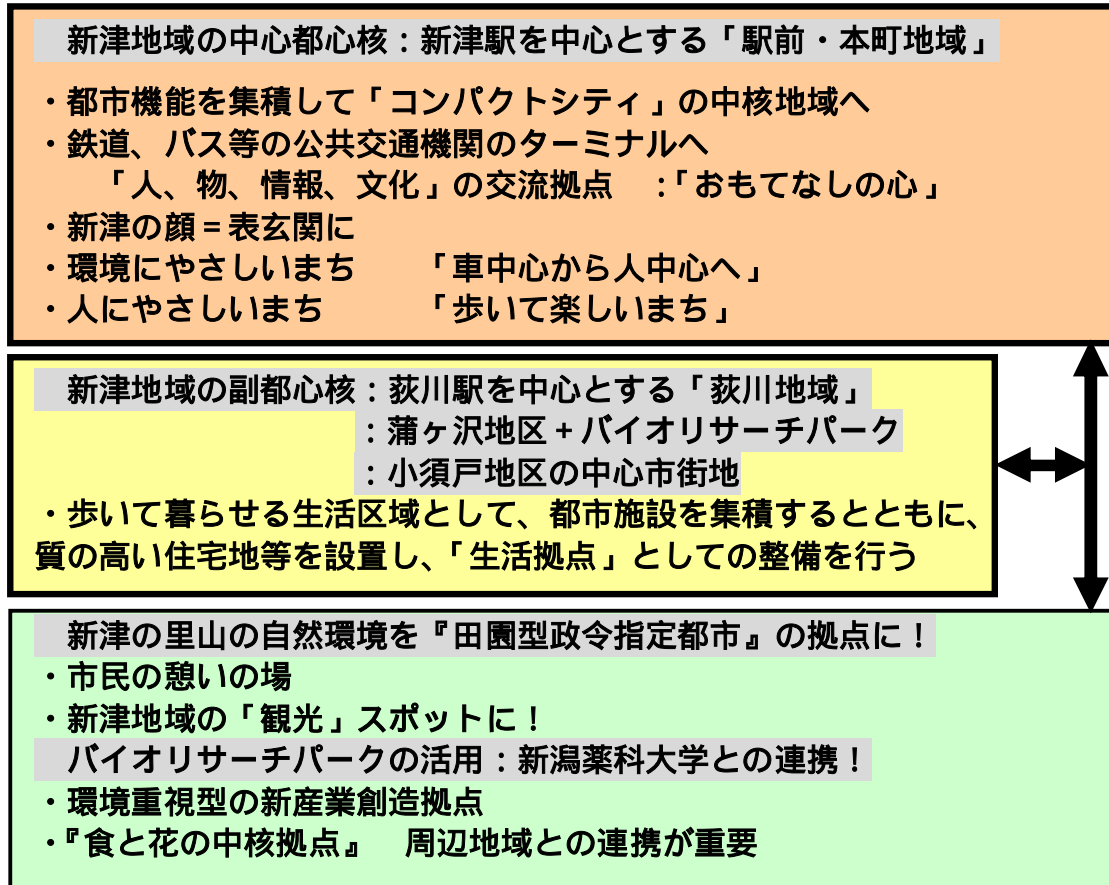 新津地域の中心都心核：新津駅を中心とする「駅前・本町地域」
・都市機能を集積して「コンパクトシティ」の中核地域へ
・鉄道、バス等の公共交通機関のターミナルへ
「人、物、情報、文化」の交流拠点　：「おもてなしの心」
・新津の顔＝表玄関に
・環境にやさしいまち　　「車中心から人中心へ」
・人にやさしいまち　　　「歩いて楽しいまち」
新津地域の副都心核：荻川駅を中心とする「荻川地域」
：蒲ヶ沢地区＋バイオリサーチパーク
：小須戸地区の中心市街地
・歩いて暮らせる生活区域として、都市施設を集積するとともに、
質の高い住宅地等を設置し、「生活拠点」としての整備を行う
新津の里山の自然環境を『田園型政令指定都市』の拠点に！
・市民の憩いの場
・新津地域の「観光」スポットに！
バイオリサーチパークの活用：新潟薬科大学との連携！
・環境重視型の新産業創造拠点
・『食と花の中核拠点』　周辺地域との連携が重要